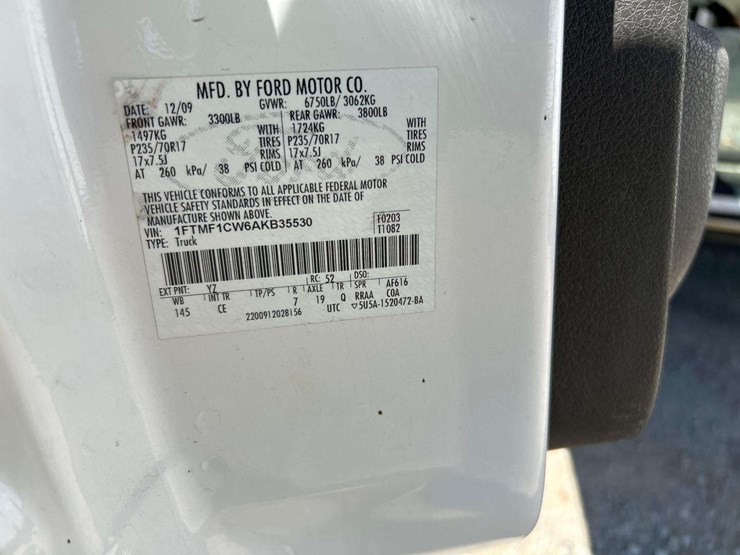 MFD. BY FORD MOTOR CO.
DATE: 12/09 GVWR: 6750LB/ 3062KG
FRONT GAWR: 3300LB REAR GAWR: 3800LB
1497KG WITH 1724KG WITH
P235/70R17 TIRES P235/70R17 TIRES
17x7.5J RIMS 17x7.5J RIMS
AT 260 kPa/ 38 PSI COLD AT 260 kPa/ 38 PSI COLD
THIS VEHICLE CONFORMS TO ALL APPLICABLE FEDERAL MOTOR
VEHICLE SAFETY STANDARDS IN EFFECT ON THE DATE OF
MANUFACTURE SHOWN ABOVE.
VIN: 1FTMF1CW6AKB35530 F0203
TYPE: Truck T1082
EXT PNT: YZ RC: 52 DSO:
WB INT TR TP/PS R AXLE TR SPR AF616
145 CE 7 19 Q RRAA COA
2200912028156 UTC ▽5U5A-1520472-BA